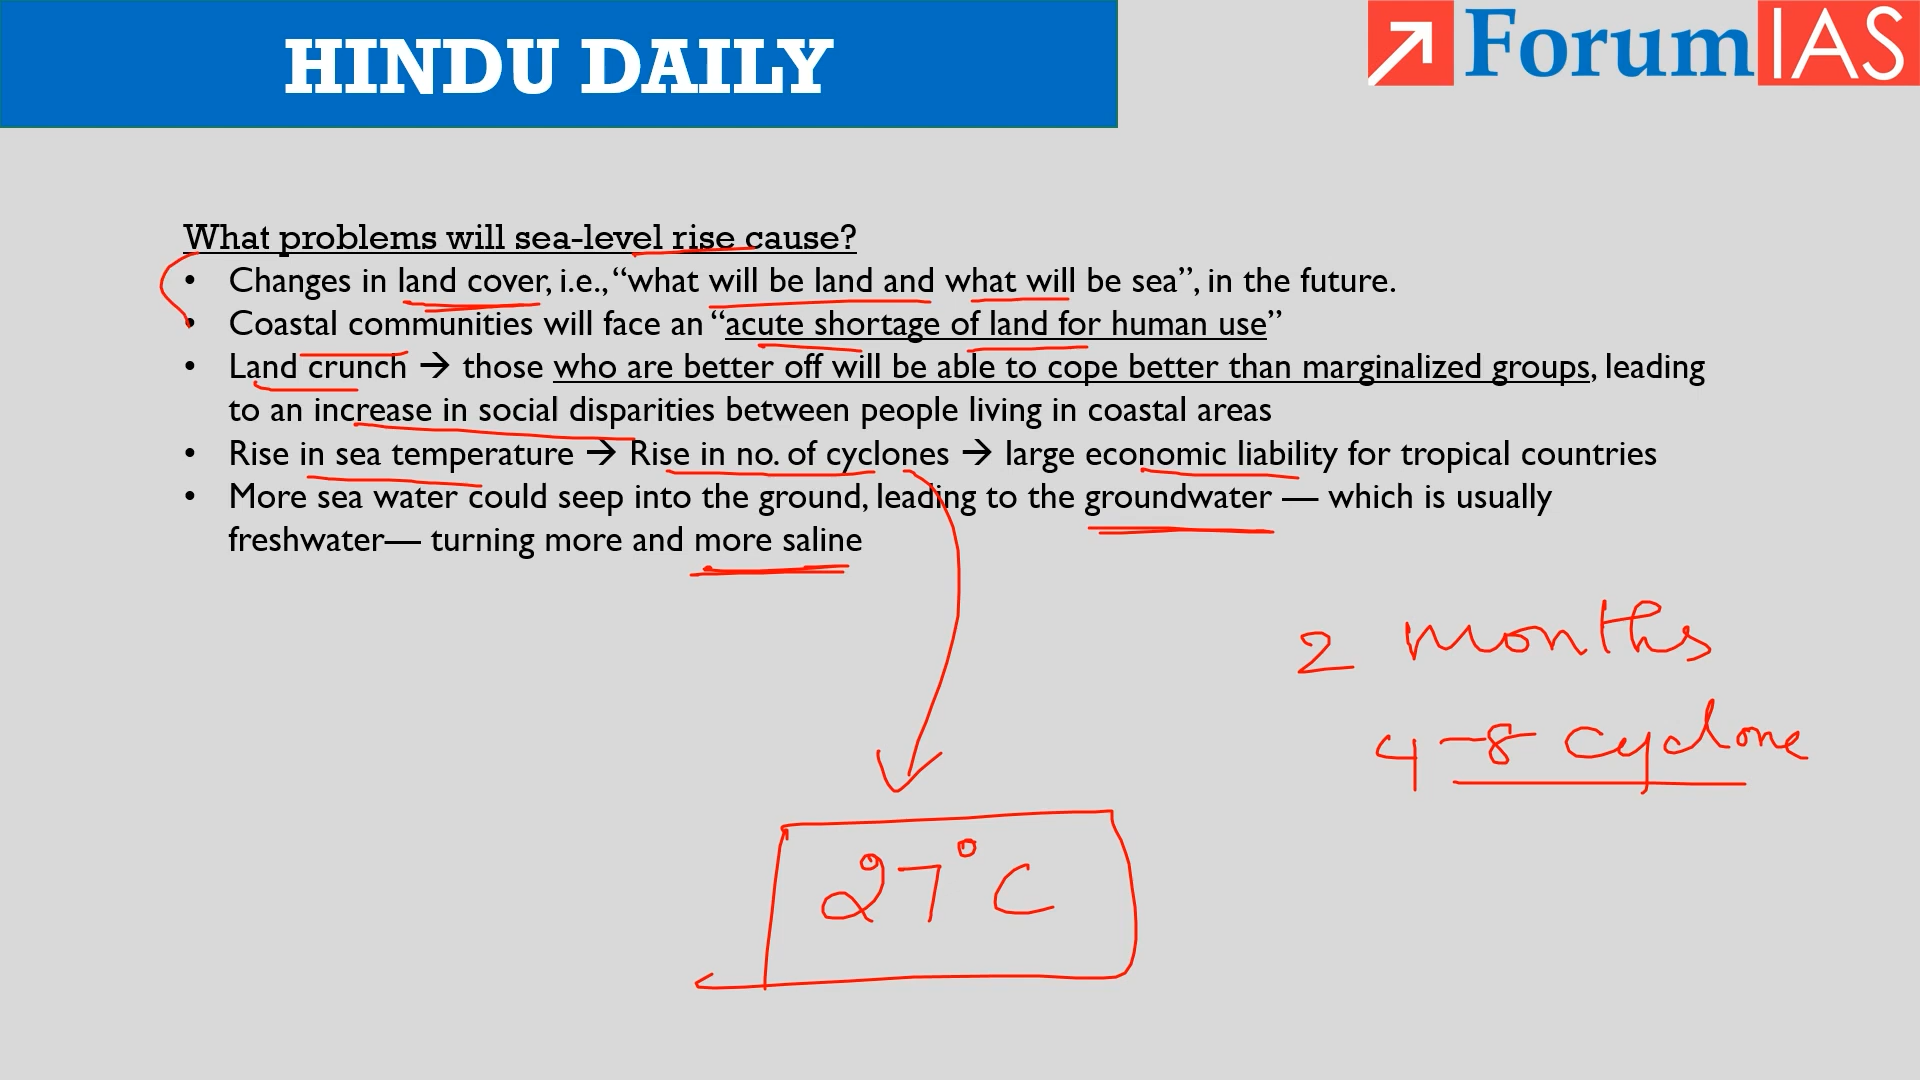 HINDU DAILY
ForumIAS
What problems will sea-level rise cause?
• Changes in land cover, i.e., “what will be land and what will be sea”, in the future.
• Coastal communities will face an “acute shortage of land for human use”
• Land crunch → those who are better off will be able to cope better than marginalized groups, leading
to an increase in social disparities between people living in coastal areas
• Rise in sea temperature → Rise in no. of cyclones → large economic liability for tropical countries
• More sea water could seep into the ground, leading to the groundwater — which is usually
freshwater— turning more and more saline
2 months
4-8 cyclone
27°C